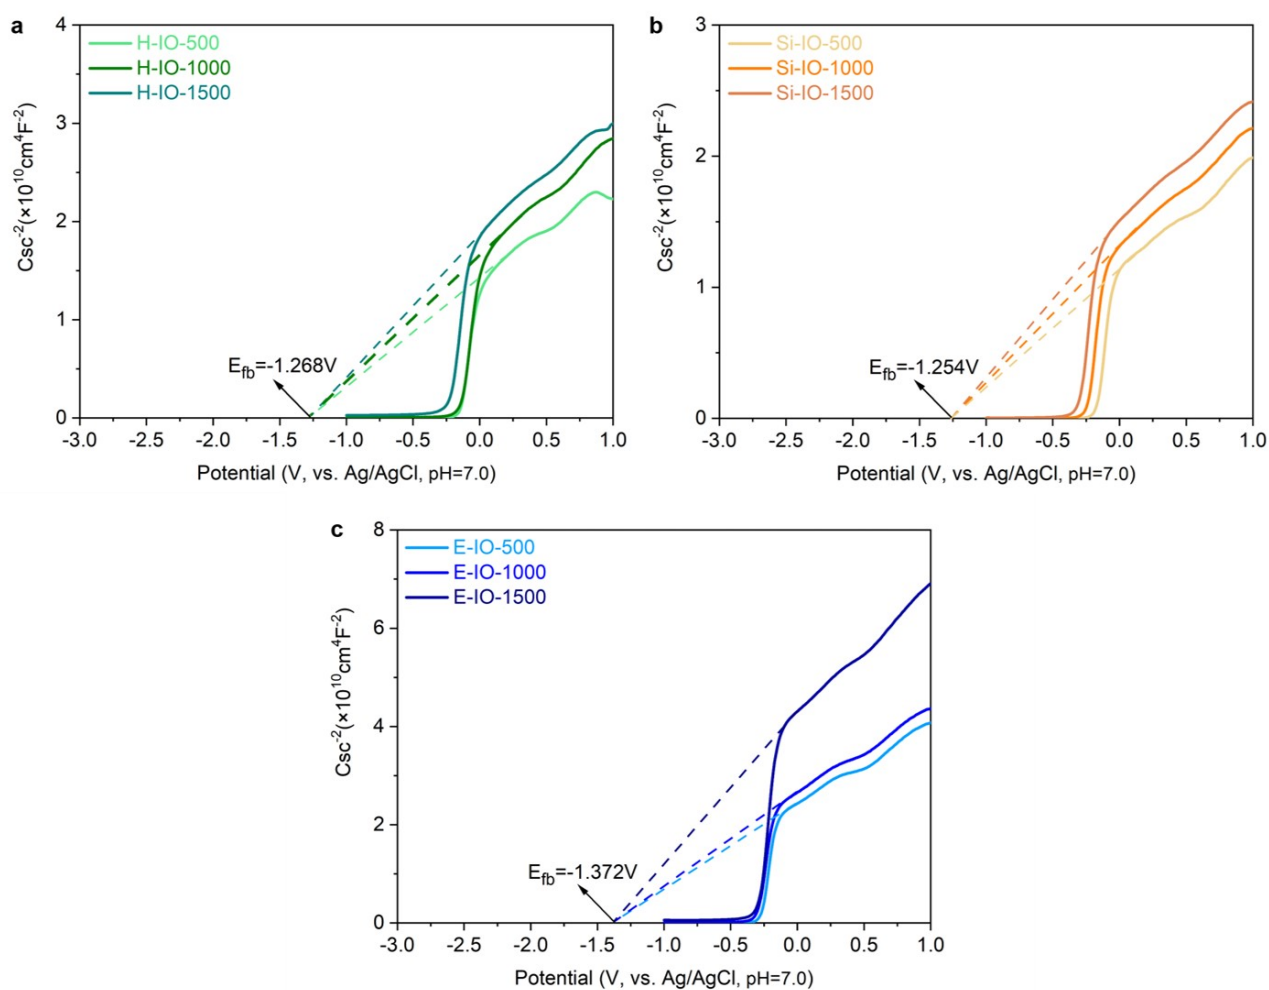 a
4
3
2
1
0
Csc⁻²(×10¹⁰cm⁴F⁻²)
H-IO-500
H-IO-1000
H-IO-1500
E_fb=-1.268V
-3.0 -2.5 -2.0 -1.5 -1.0 -0.5 0.0 0.5 1.0
Potential (V, vs. Ag/AgCl, pH=7.0)
b
3
2
1
0
Csc⁻²(×10¹⁰cm⁴F⁻²)
Si-IO-500
Si-IO-1000
Si-IO-1500
E_fb=-1.254V
-3.0 -2.5 -2.0 -1.5 -1.0 -0.5 0.0 0.5 1.0
Potential (V, vs. Ag/AgCl, pH=7.0)
c
8
6
4
2
0
Csc⁻²(×10¹⁰cm⁴F⁻²)
E-IO-500
E-IO-1000
E-IO-1500
E_fb=-1.372V
-3.0 -2.5 -2.0 -1.5 -1.0 -0.5 0.0 0.5 1.0
Potential (V, vs. Ag/AgCl, pH=7.0)